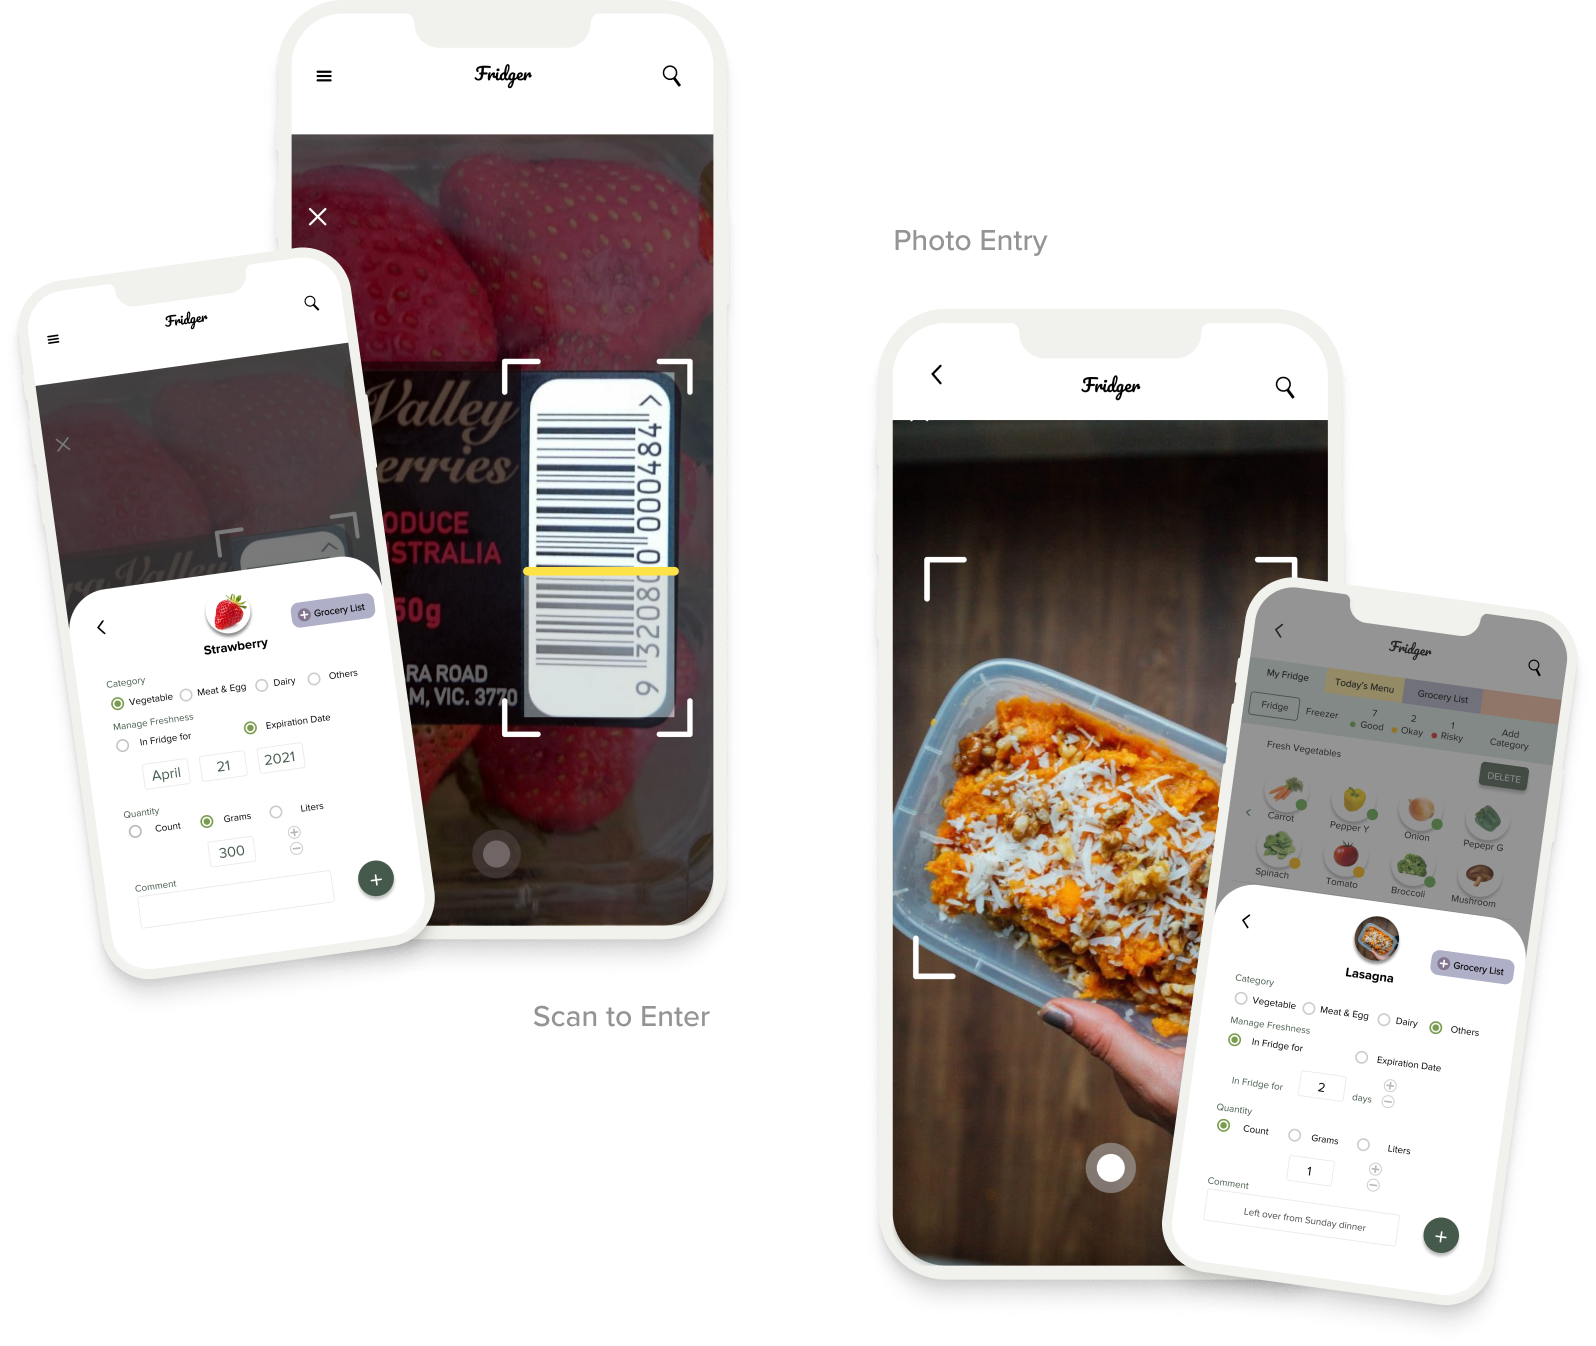 Fridger
Valley
erries
ODUCE
STRALIA
50g
RA ROAD
M, VIC. 3770
9 320800 000484
Fridger
ra Valley
Strawberry
Grocery List
Category
Vegetable Meat & Egg Dairy Others
Manage Freshness
In Fridge for Expiration Date
April 21 2021
Quantity
Count Grams Liters
300
Comment
Scan to Enter
Photo Entry
Fridger
Fridger
My Fridge Today's Menu Grocery List
Fridge Freezer 7 Good 2 Okay 1 Risky Add Category
Fresh Vegetables
DELETE
Carrot Pepper Y Onion Pepepr G
Spinach Tomato Broccoli Mushroom
Lasagna
Grocery List
Category
Vegetable Meat & Egg Dairy Others
Manage Freshness
In Fridge for Expiration Date
In Fridge for 2 days
Quantity
Count Grams Liters
1
Comment
Left over from Sunday dinner